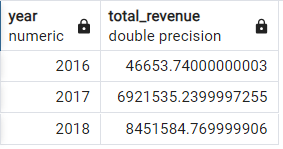 year total_revenue
numeric double precision
2016 46653.74000000003
2017 6921535.2399997255
2018 8451584.769999906